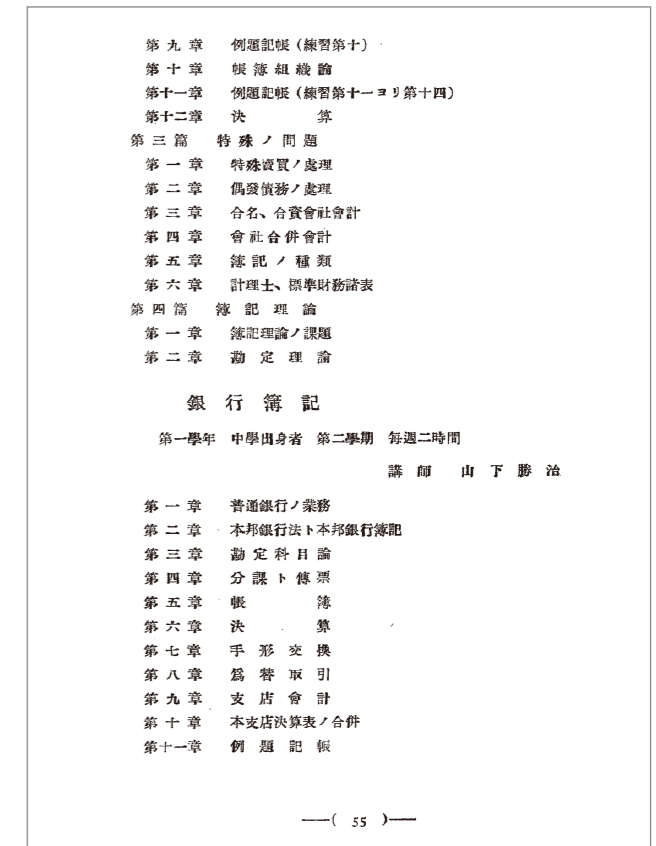 第九章 例題記帳(練習第十)
第十章 帳簿組織論
第十一章 例題記帳(練習第十一ヨリ第十四)
第十二章 決算
第三篇 特殊ノ問題
第一章 特殊賣買ノ處理
第二章 偶發債務ノ處理
第三章 合名、合資會社會計
第四章 會社合併會計
第五章 簿記ノ種類
第六章 計理士、標準財務諸表
第四篇 簿記理論
第一章 簿記理論ノ課題
第二章 勘定理論
銀行簿記
第一學年 中學出身者 第二學期 每週二時間
講師 山下勝治
第一章 普通銀行ノ業務
第二章 本邦銀行法ト本邦銀行簿記
第三章 勘定科目論
第四章 分課ト傳票
第五章 帳簿
第六章 決算
第七章 手形交換
第八章 爲替取引
第九章 支店會計
第十章 本支店決算表ノ合併
第十一章 例題記帳
——( 55 )——